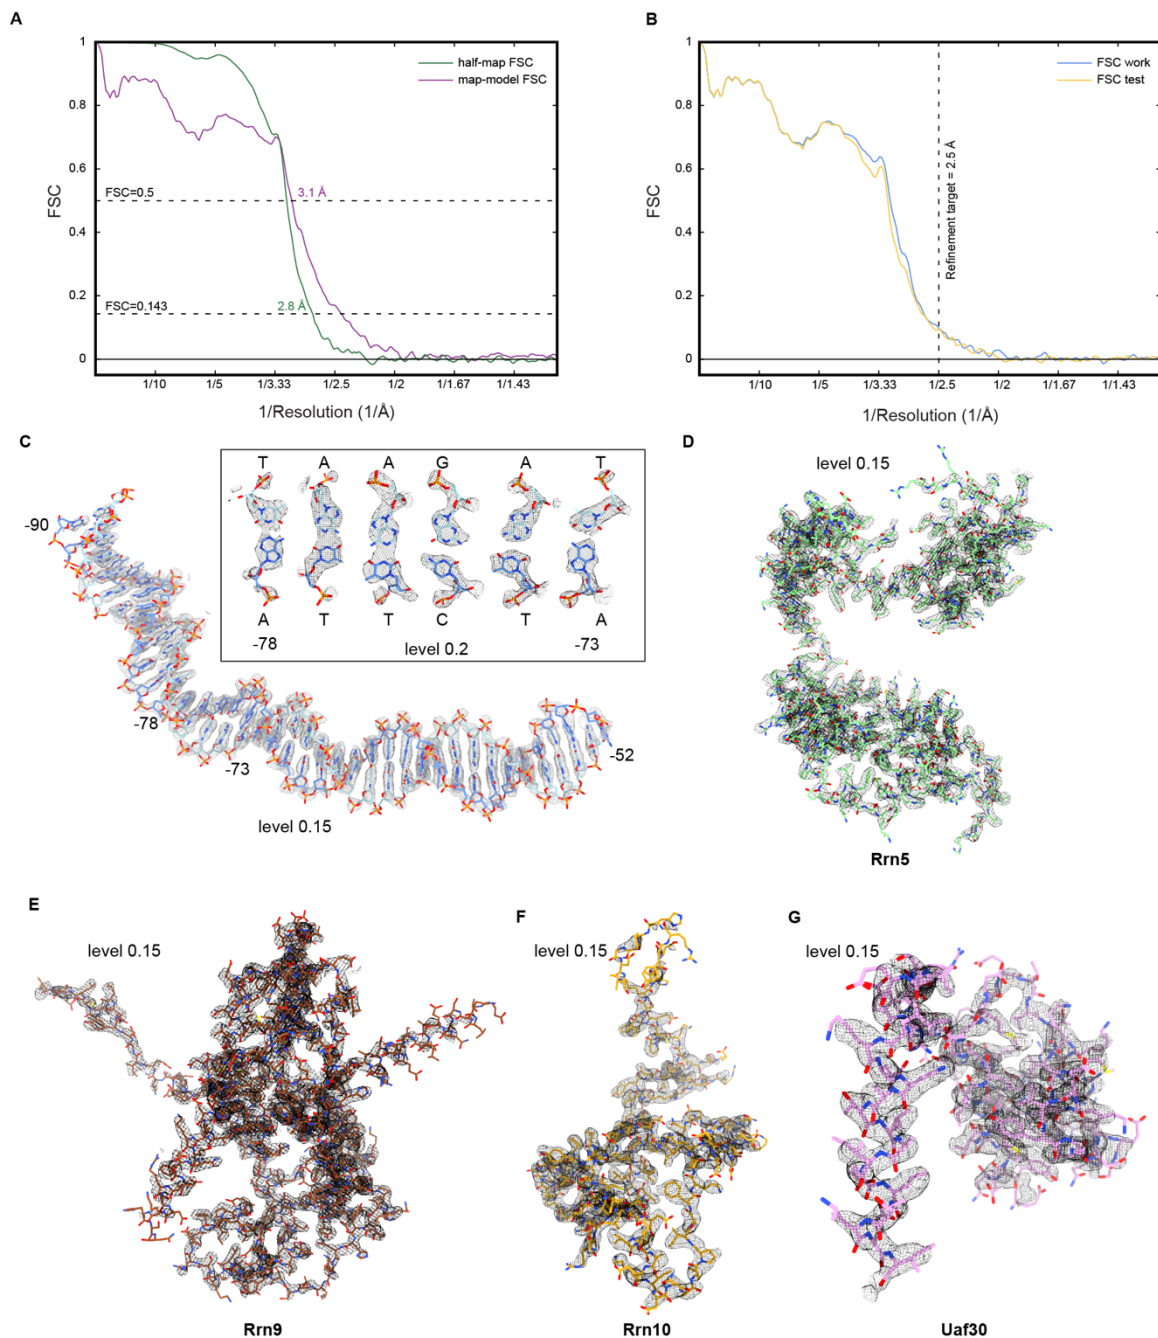 A
B
1
0.8
0.6
0.4
0.2
0
FSC
half-map FSC
map-model FSC
FSC=0.5
3.1 Å
FSC=0.143
2.8 Å
1/10
1/5
1/3.33
1/2.5
1/2
1/1.67
1/1.43
1/Resolution (1/Å)
1
0.8
0.6
0.4
0.2
0
FSC
FSC work
FSC test
Refinement target = 2.5 Å
1/10
1/5
1/3.33
1/2.5
1/2
1/1.67
1/1.43
1/Resolution (1/Å)
C
T A A G A T
A T T C T A
-78 -73
level 0.2
-90
-78
-73
-52
level 0.15
D
level 0.15
Rrn5
E
level 0.15
Rrn9
F
level 0.15
Rrn10
G
level 0.15
Uaf30